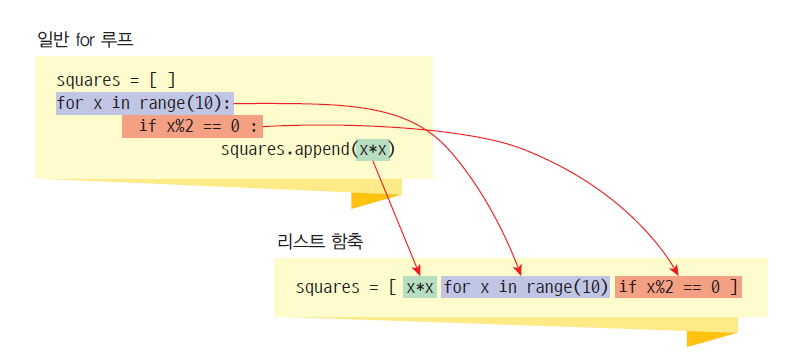 일반 for 루프
squares = [ ]
for x in range(10):
if x%2 == 0 :
squares.append(x*x)
리스트 함축
squares = [ x*x for x in range(10) if x%2 == 0 ]